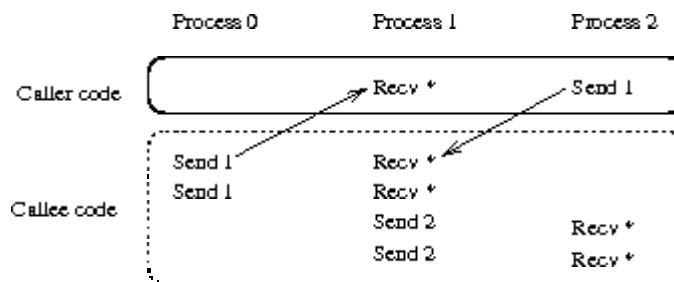 Process 0 Process 1 Process 2
Caller code Recv * Send 1
Send 1 Recv *
Send 1 Recv *
Callee code
Send 2 Recv *
Send 2 Recv *